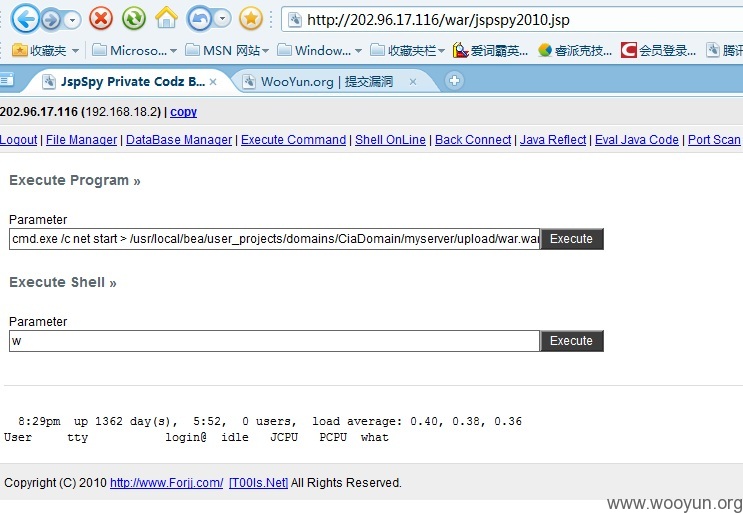 http://202.96.17.116/war/jspspy2010.jsp
收藏夹 Microso... MSN 网站 Window... 收藏夹栏 爱词霸英... 睿派克技... 会员登录... 腾讯
JspSpy Private Codz B... WooYun.org | 提交漏洞
202.96.17.116 (192.168.18.2) | copy
Logout | File Manager | DataBase Manager | Execute Command | Shell OnLine | Back Connect | Java Reflect | Eval Java Code | Port Scan
Execute Program »
Parameter
cmd.exe /c net start > /usr/local/bea/user_projects/domains/CiaDomain/myserver/upload/war.war Execute
Execute Shell »
Parameter
w Execute
8:29pm up 1362 day(s), 5:52, 0 users, load average: 0.40, 0.38, 0.36
User tty login@ idle JCPU PCPU what
Copyright (C) 2010 http://www.Forjj.com/ [T00ls.Net] All Rights Reserved.
www.wooyun.org